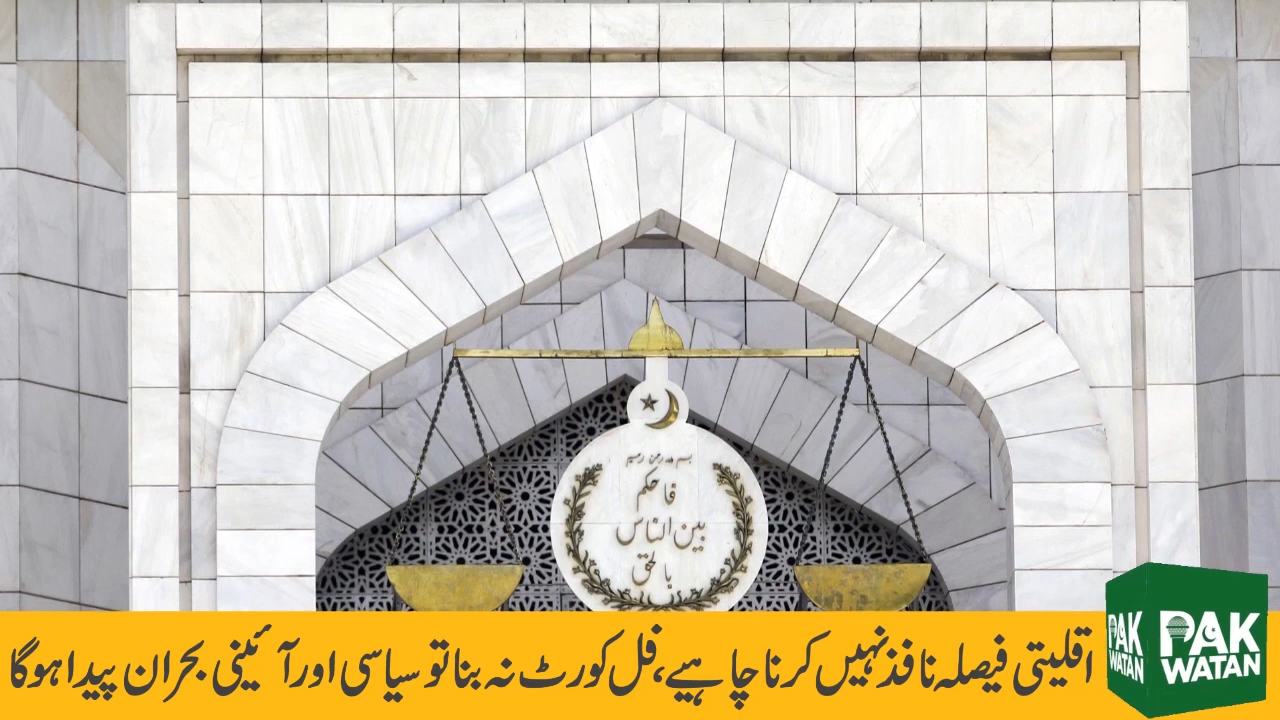 بسم اللہ الرحمن الرحیم
فاحکم
بین الناس
بالحق
اقلیتی فیصلہ نافذ نہیں کرنا چاہیے، فل کورٹ نہ بنا تو سیاسی اور آئینی بحران پیدا ہوگا
PAK
WATAN
PAK
WATAN